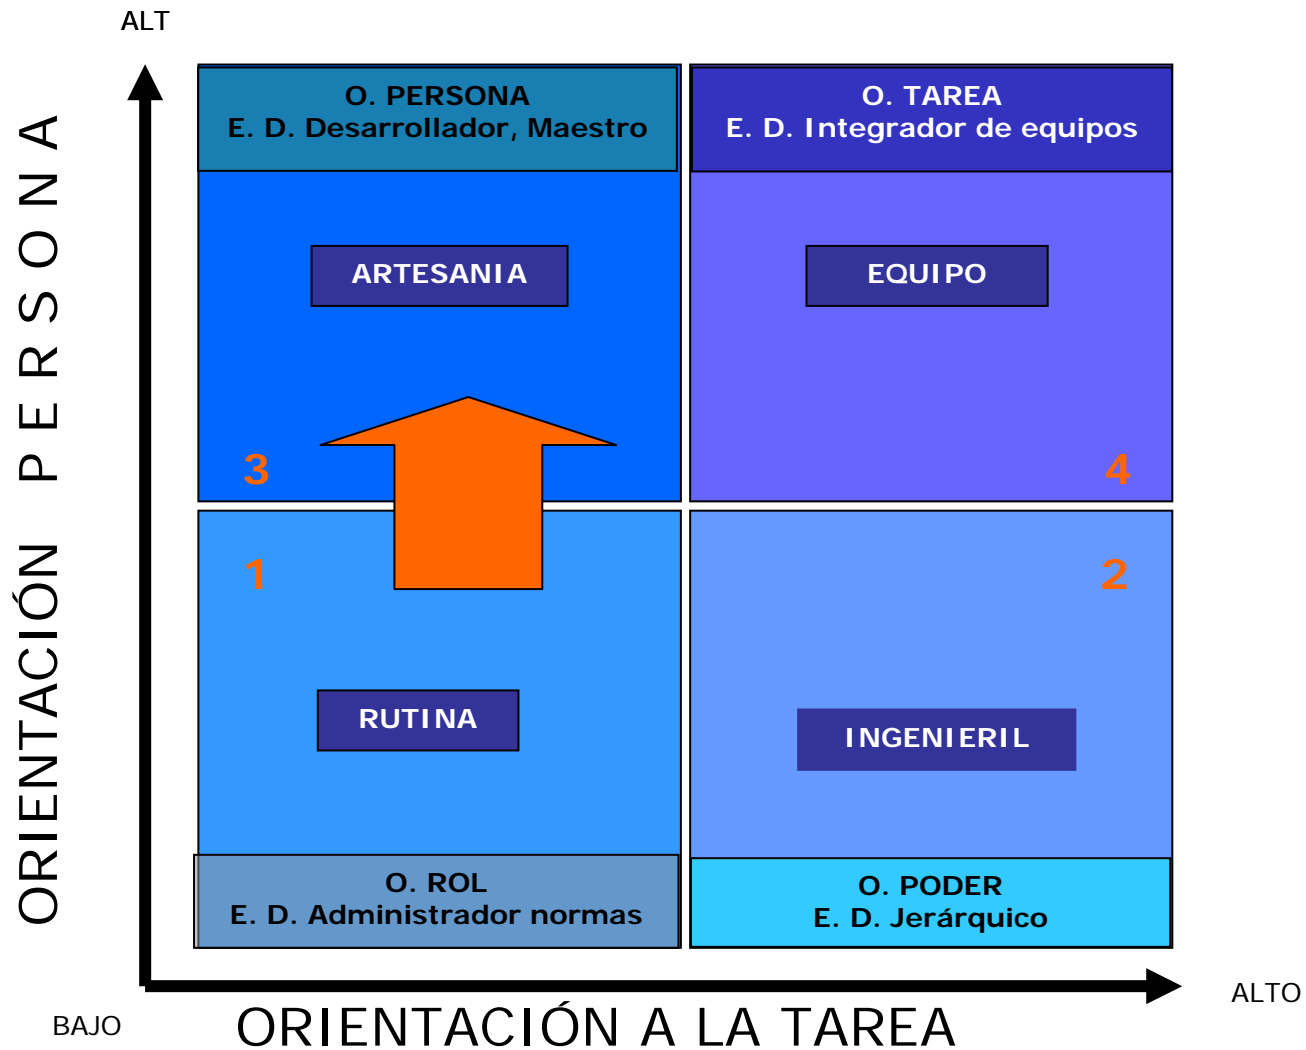 ALT
O. PERSONA
E. D. Desarrollador, Maestro
O. TAREA
E. D. Integrador de equipos
ARTESANIA
EQUIPO
3
4
1
2
RUTINA
INGENIERIL
O. ROL
E. D. Administrador normas
O. PODER
E. D. Jerárquico
ORIENTACIÓN PERSONA
ALTO
BAJO
ORIENTACIÓN A LA TAREA